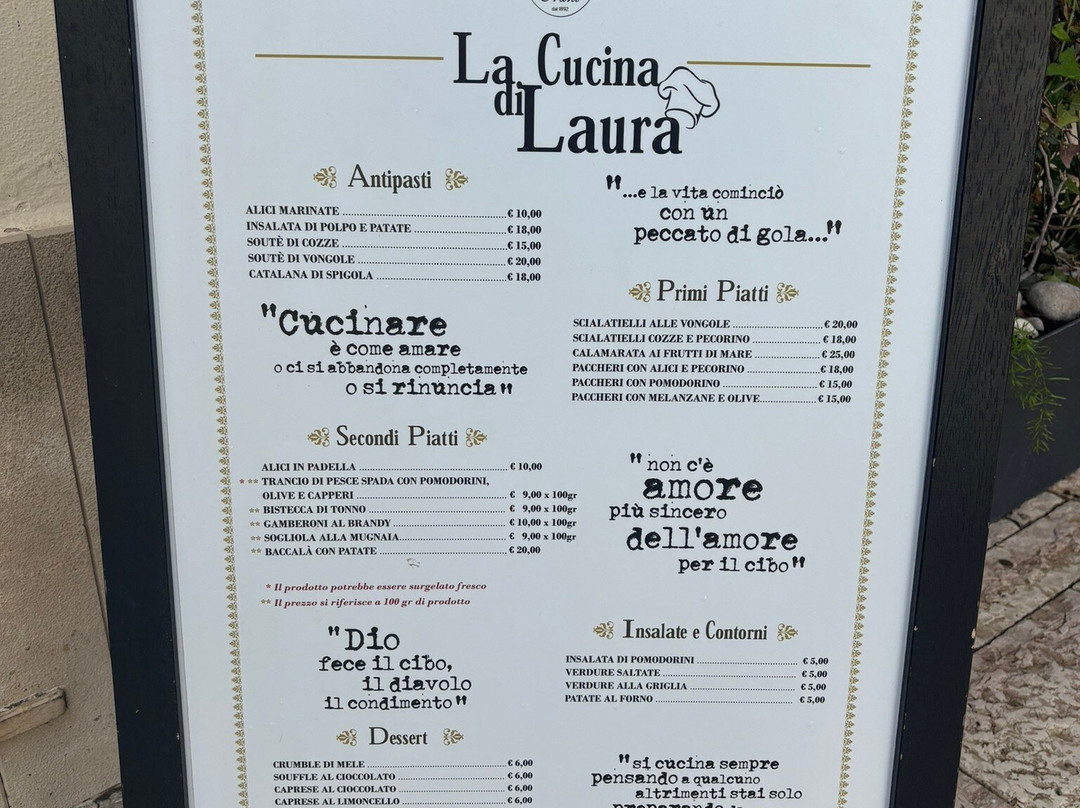 dal 1892
La Cucina
di Laura
Antipasti
ALICI MARINATE € 10,00
INSALATA DI POLPO E PATATE € 18,00
SOUTÈ DI COZZE € 15,00
SOUTÈ DI VONGOLE € 20,00
CATALANA DI SPIGOLA € 18,00
"...e la vita cominciò
con un
peccato di gola..."
"Cucinare
è come amare
o ci si abbandona completamente
o si rinuncia"
Primi Piatti
SCIALATIELLI ALLE VONGOLE € 20,00
SCIALATIELLI COZZE E PECORINO € 18,00
CALAMARATA AI FRUTTI DI MARE € 25,00
PACCHERI CON ALICI E PECORINO € 18,00
PACCHERI CON POMODORINO € 15,00
PACCHERI CON MELANZANE E OLIVE € 15,00
Secondi Piatti
ALICI IN PADELLA € 10,00
* ** TRANCIO DI PESCE SPADA CON POMODORINI,
OLIVE E CAPPERI € 9,00 x 100gr
** BISTECCA DI TONNO € 9,00 x 100gr
** GAMBERONI AL BRANDY € 10,00 x 100gr
** SOGLIOLA ALLA MUGNAIA € 9,00 x 100gr
** BACCALÀ CON PATATE € 20,00
* Il prodotto potrebbe essere surgelato fresco
** Il prezzo si riferisce a 100 gr di prodotto
"non c'è
amore
più sincero
dell'amore
per il cibo"
"Dio
fece il cibo,
il diavolo
il condimento"
Insalate e Contorni
INSALATA DI POMODORINI € 5,00
VERDURE SALTATE € 5,00
VERDURE ALLA GRIGLIA € 5,00
PATATE AL FORNO € 5,00
Dessert
CRUMBLE DI MELE € 6,00
SOUFFLE AL CIOCCOLATO € 6,00
CAPRESE AL CIOCCOLATO € 6,00
CAPRESE AL LIMONCELLO € 6,00
"si cucina sempre
pensando a qualcuno
altrimenti stai solo
preparando